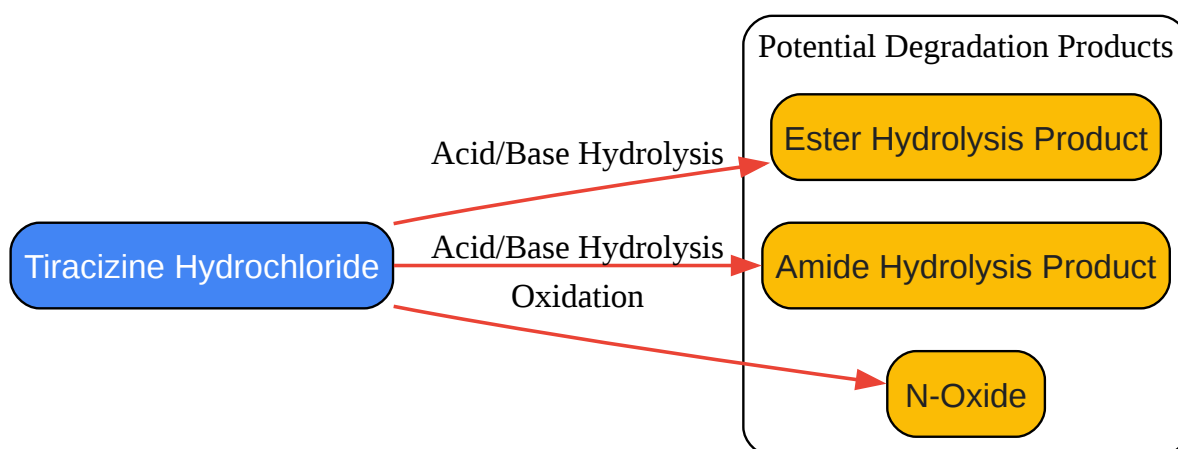 Potential Degradation Products
Ester Hydrolysis Product
Acid/Base Hydrolysis
Tiracizine Hydrochloride
Acid/Base Hydrolysis
Amide Hydrolysis Product
Oxidation
N-Oxide